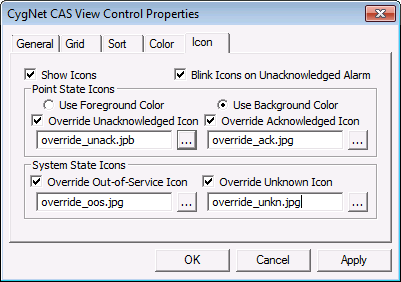 CygNet CAS View Control Properties
General Grid Sort Color Icon
Show Icons Blink Icons on Unacknowledged Alarm
Point State Icons
Use Foreground Color Use Background Color
Override Unacknowledged Icon Override Acknowledged Icon
override_unack.jpb ... override_ack.jpg ...
System State Icons
Override Out-of-Service Icon Override Unknown Icon
override_oos.jpg ... override_unkn.jpg ...
OK Cancel Apply